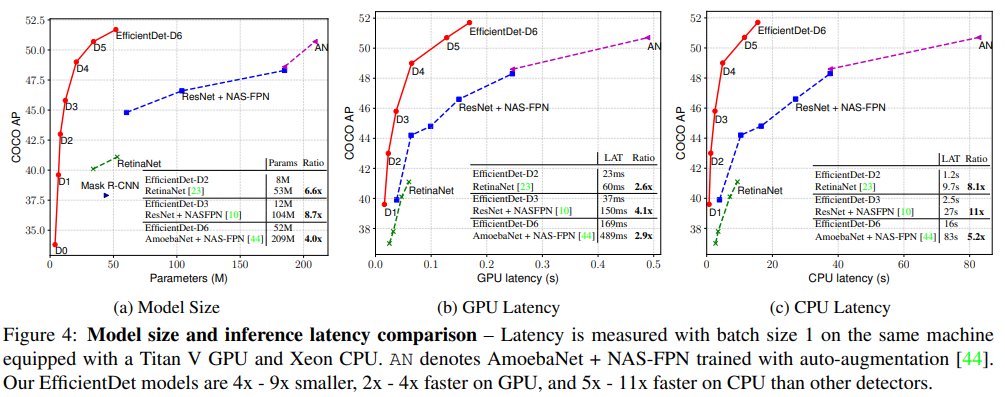 52.5
50.0
47.5
45.0
42.5
40.0
37.5
35.0
COCO AP
0
50
100
150
200
Parameters (M)
EfficientDet-D6
D5
D4
D3
D2
D1
D0
AN
ResNet + NAS-FPN
RetinaNet
Mask R-CNN
Params Ratio
EfficientDet-D2 8M
RetinaNet [23] 53M 6.6x
EfficientDet-D3 12M
ResNet + NASFPN [10] 104M 8.7x
EfficientDet-D6 52M
AmoebaNet + NAS-FPN [44] 209M 4.0x
(a) Model Size
52
50
48
46
44
42
40
38
COCO AP
0.0
0.1
0.2
0.3
0.4
0.5
GPU latency (s)
EfficientDet-D6
D5
D4
D3
D2
D1
AN
ResNet + NAS-FPN
RetinaNet
LAT Ratio
EfficientDet-D2 23ms
RetinaNet [23] 60ms 2.6x
EfficientDet-D3 37ms
ResNet + NASFPN [10] 150ms 4.1x
EfficientDet-D6 169ms
AmoebaNet + NAS-FPN [44] 489ms 2.9x
(b) GPU Latency
52
50
48
46
44
42
40
38
COCO AP
0
20
40
60
80
CPU latency (s)
EfficientDet-D6
D5
D4
D3
D2
D1
AN
ResNet + NAS-FPN
RetinaNet
LAT Ratio
EfficientDet-D2 1.2s
RetinaNet [23] 9.7s 8.1x
EfficientDet-D3 2.5s
ResNet + NASFPN [10] 27s 11x
EfficientDet-D6 16s
AmoebaNet + NAS-FPN [44] 83s 5.2x
(c) CPU Latency
Figure 4: Model size and inference latency comparison – Latency is measured with batch size 1 on the same machine
equipped with a Titan V GPU and Xeon CPU. AN denotes AmoebaNet + NAS-FPN trained with auto-augmentation [44].
Our EfficientDet models are 4x - 9x smaller, 2x - 4x faster on GPU, and 5x - 11x faster on CPU than other detectors.